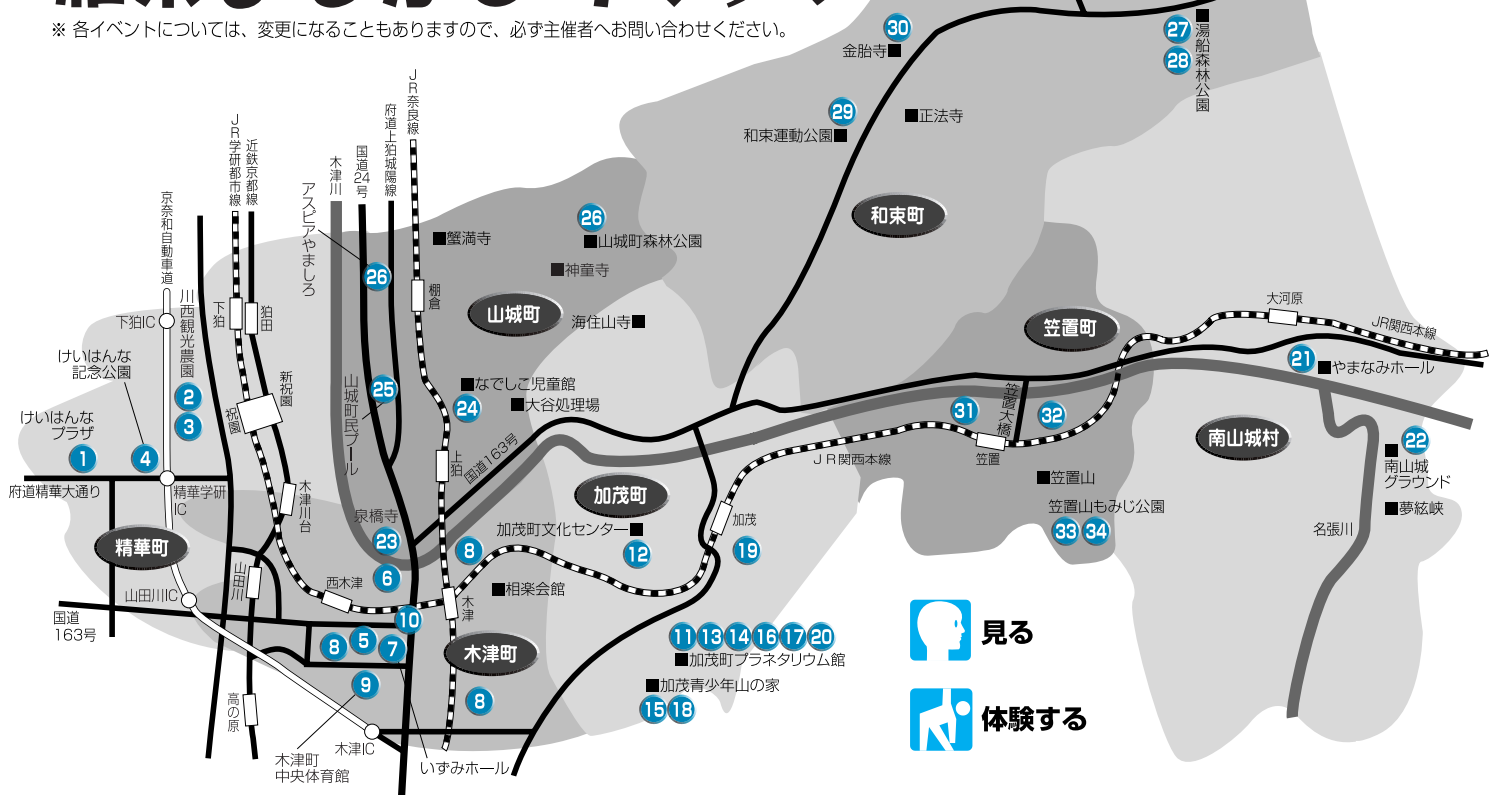 ※ 各イベントについては、変更になることもありますので、必ず主催者へお問い合わせください。
30
金胎寺
27
28
湯船森林公園
29
和束運動公園
正法寺
和束町
JR奈良線
府道上狛城陽線
国道24号
木津川
アスピアやましろ
近鉄京都線
JR学研都市線
京奈和自動車道
川西観光農園
26
蟹満寺
26
山城町森林公園
神童寺
棚倉
山城町
海住山寺
下狛
狛田
下狛IC
けいはんな
記念公園
2
3
けいはんな
プラザ
1
4
府道精華大通り
精華学研
IC
新祝園
祝園
山城町民プール
25
なでしこ児童館
24
大谷処理場
上狛
国道163号
木津川台
精華町
泉橋寺
23
6
8
加茂町
加茂町文化センター
12
加茂
19
JR関西本線
笠置町
大河原
JR関西本線
21
やまなみホール
31
笠置大橋
32
笠置
南山城村
22
南山城
グラウンド
夢絃峡
名張川
笠置山
笠置山もみじ公園
33
34
山田川
山田川IC
国道
163号
西木津
木津
相楽会館
10
8
5
7
9
木津町
8
高の原
木津IC
木津町
中央体育館
いずみホール
11
13
14
16
17
20
加茂町プラネタリウム館
加茂青少年山の家
15
18
見る
体験する